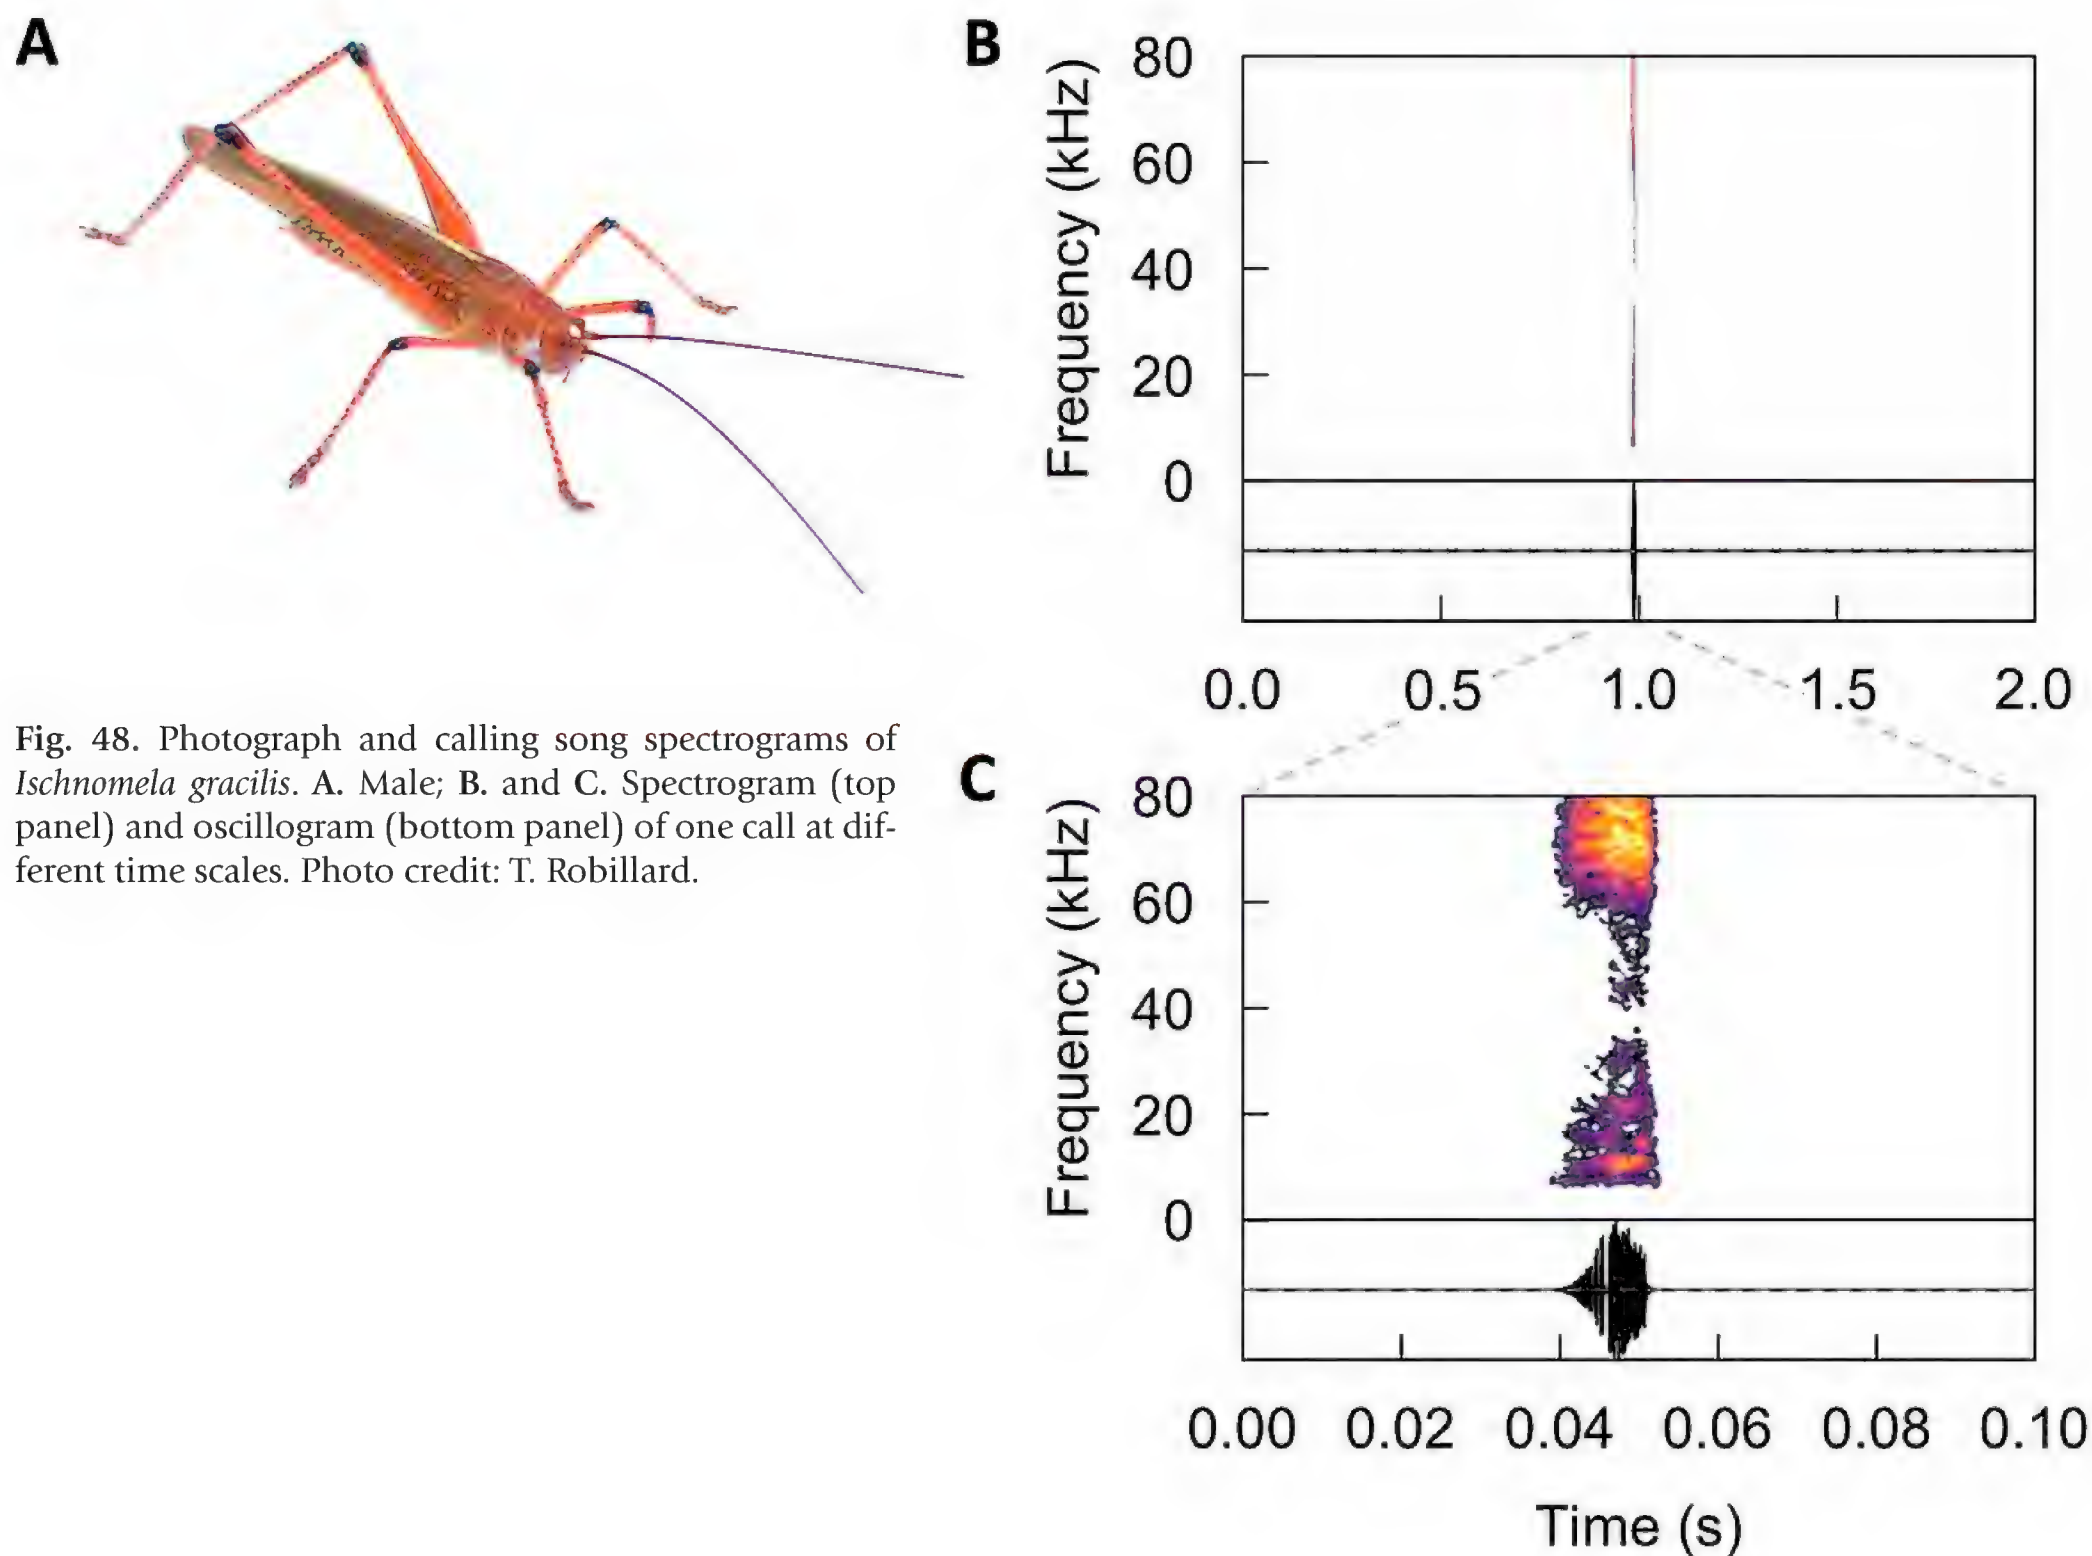 A
B
80
60
40
20
0
Frequency (kHz)
0.0 0.5 1.0 1.5 2.0
Fig. 48. Photograph and calling song spectrograms of
Ischnomela gracilis. A. Male; B. and C. Spectrogram (top
panel) and oscillogram (bottom panel) of one call at dif-
ferent time scales. Photo credit: T. Robillard.
C
80
60
40
20
0
Frequency (kHz)
0.00 0.02 0.04 0.06 0.08 0.10
Time (s)